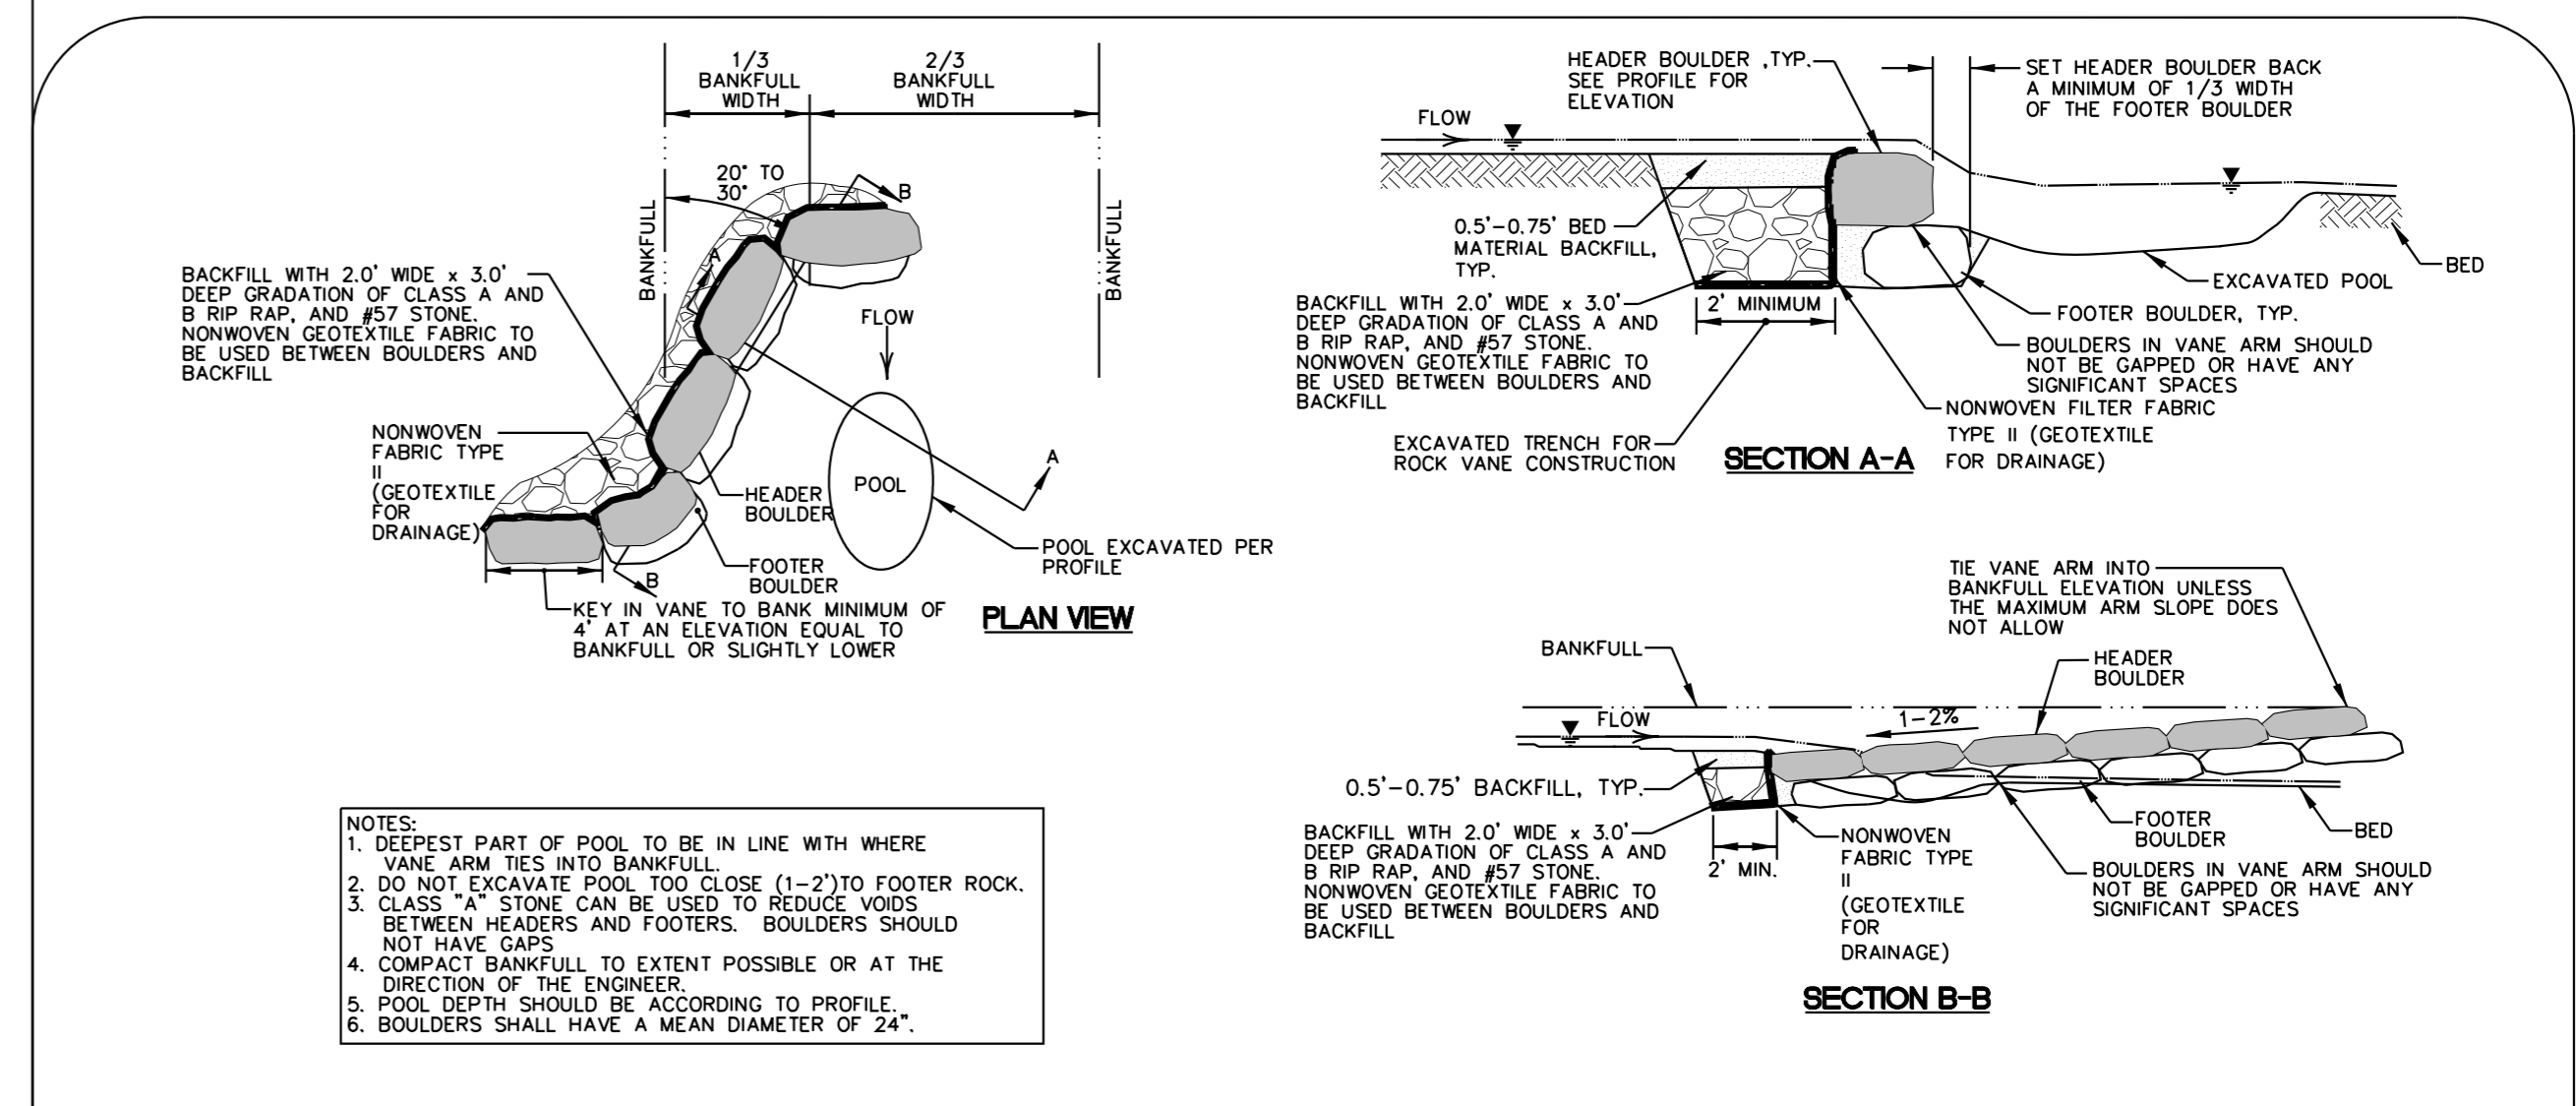 1/3
BANKFULL
WIDTH
2/3
BANKFULL
WIDTH
20° TO
30°
B
BANKFULL
BANKFULL
A
BACKFILL WITH 2.0' WIDE x 3.0'
DEEP GRADATION OF CLASS A AND
B RIP RAP, AND #57 STONE.
NONWOVEN GEOTEXTILE FABRIC TO
BE USED BETWEEN BOULDERS AND
BACKFILL
FLOW
NONWOVEN
FABRIC TYPE
II
(GEOTEXTILE
FOR
DRAINAGE)
POOL
A
HEADER
BOULDER
FOOTER
BOULDER
B
POOL EXCAVATED PER
PROFILE
KEY IN VANE TO BANK MINIMUM OF
4' AT AN ELEVATION EQUAL TO
BANKFULL OR SLIGHTLY LOWER
PLAN VIEW
NOTES:
1. DEEPEST PART OF POOL TO BE IN LINE WITH WHERE
VANE ARM TIES INTO BANKFULL.
2. DO NOT EXCAVATE POOL TOO CLOSE (1-2')TO FOOTER ROCK.
3. CLASS "A" STONE CAN BE USED TO REDUCE VOIDS
BETWEEN HEADERS AND FOOTERS. BOULDERS SHOULD
NOT HAVE GAPS
4. COMPACT BANKFULL TO EXTENT POSSIBLE OR AT THE
DIRECTION OF THE ENGINEER.
5. POOL DEPTH SHOULD BE ACCORDING TO PROFILE.
6. BOULDERS SHALL HAVE A MEAN DIAMETER OF 24".
HEADER BOULDER ,TYP.
SEE PROFILE FOR
ELEVATION
SET HEADER BOULDER BACK
A MINIMUM OF 1/3 WIDTH
OF THE FOOTER BOULDER
FLOW
0.5'-0.75' BED
MATERIAL BACKFILL,
TYP.
BED
EXCAVATED POOL
BACKFILL WITH 2.0' WIDE x 3.0'
DEEP GRADATION OF CLASS A AND
B RIP RAP, AND #57 STONE.
NONWOVEN GEOTEXTILE FABRIC TO
BE USED BETWEEN BOULDERS AND
BACKFILL
2' MINIMUM
FOOTER BOULDER, TYP.
BOULDERS IN VANE ARM SHOULD
NOT BE GAPPED OR HAVE ANY
SIGNIFICANT SPACES
NONWOVEN FILTER FABRIC
TYPE II (GEOTEXTILE
FOR DRAINAGE)
EXCAVATED TRENCH FOR
ROCK VANE CONSTRUCTION
SECTION A-A
TIE VANE ARM INTO
BANKFULL ELEVATION UNLESS
THE MAXIMUM ARM SLOPE DOES
NOT ALLOW
BANKFULL
HEADER
BOULDER
FLOW
1-2%
0.5'-0.75' BACKFILL, TYP.
BACKFILL WITH 2.0' WIDE x 3.0'
DEEP GRADATION OF CLASS A AND
B RIP RAP, AND #57 STONE.
NONWOVEN GEOTEXTILE FABRIC TO
BE USED BETWEEN BOULDERS AND
BACKFILL
2' MIN.
NONWOVEN
FABRIC TYPE
II
(GEOTEXTILE
FOR
DRAINAGE)
FOOTER
BOULDER
BED
BOULDERS IN VANE ARM SHOULD
NOT BE GAPPED OR HAVE ANY
SIGNIFICANT SPACES
SECTION B-B